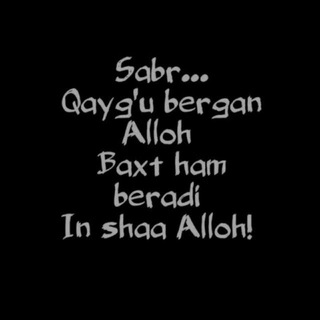 Sabr...
Qayg'u bergan
Alloh
Baxt ham
beradi
In shaa Alloh!